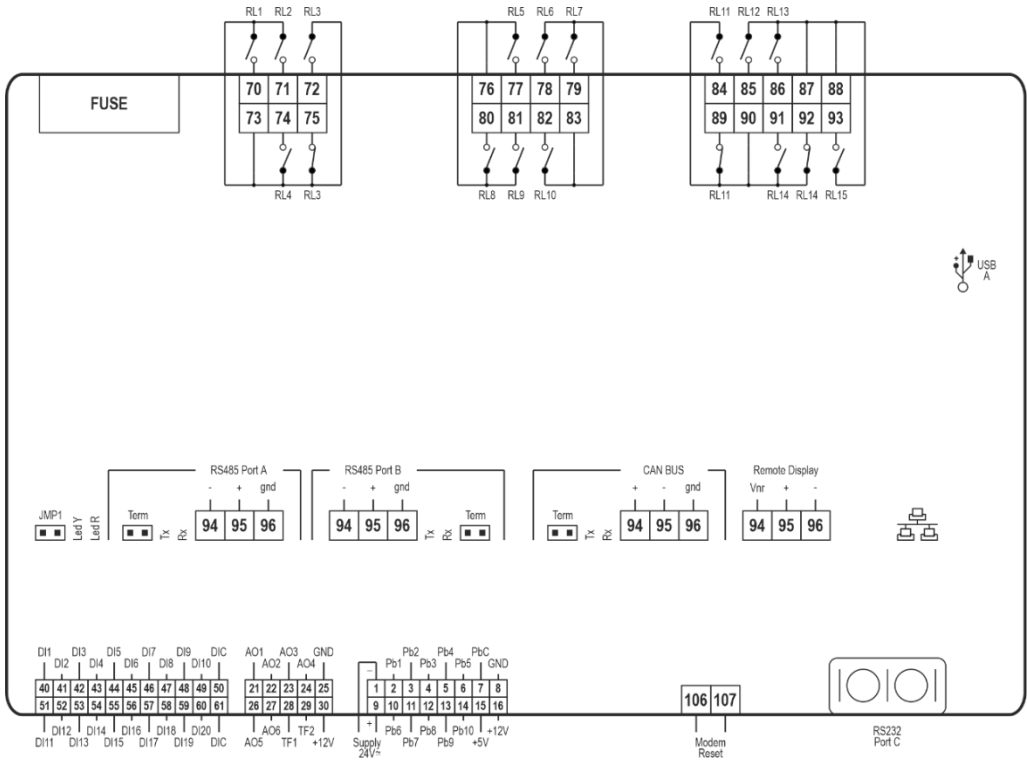 RL1 RL2 RL3 RL5 RL6 RL7 RL11 RL12 RL13
FUSE
70 71 72 76 77 78 79 84 85 86 87 88
73 74 75 80 81 82 83 89 90 91 92 93
RL4 RL3 RL8 RL9 RL10 RL11 RL14 RL14 RL15
USB
A
RS485 Port A RS485 Port B CAN BUS Remote Display
- + gnd - + gnd + - gnd Vnr + -
JMP1 Led Y Led R Term Tx Rx 94 95 96 94 95 96 Tx Rx Term Term Tx Rx 94 95 96 94 95 96
DI1 DI3 DI5 DI7 DI9 DIC AO1 AO3 GND Pb2 Pb4 PbC
DI2 DI4 DI6 DI8 DI10 AO2 AO4 - Pb1 Pb3 Pb5 GND
40 41 42 43 44 45 46 47 48 49 50 21 22 23 24 25 1 2 3 4 5 6 7 8
51 52 53 54 55 56 57 58 59 60 61 26 27 28 29 30 9 10 11 12 13 14 15 16
106 107
DI12 DI14 DI16 DI18 DI20 AO6 TF2 + Pb6 Pb8 Pb10 +12V
DI11 DI13 DI15 DI17 DI19 DIC AO5 TF1 +12V Supply Pb7 Pb9 +5V
24V~
Modem
Reset
RS232
Port C